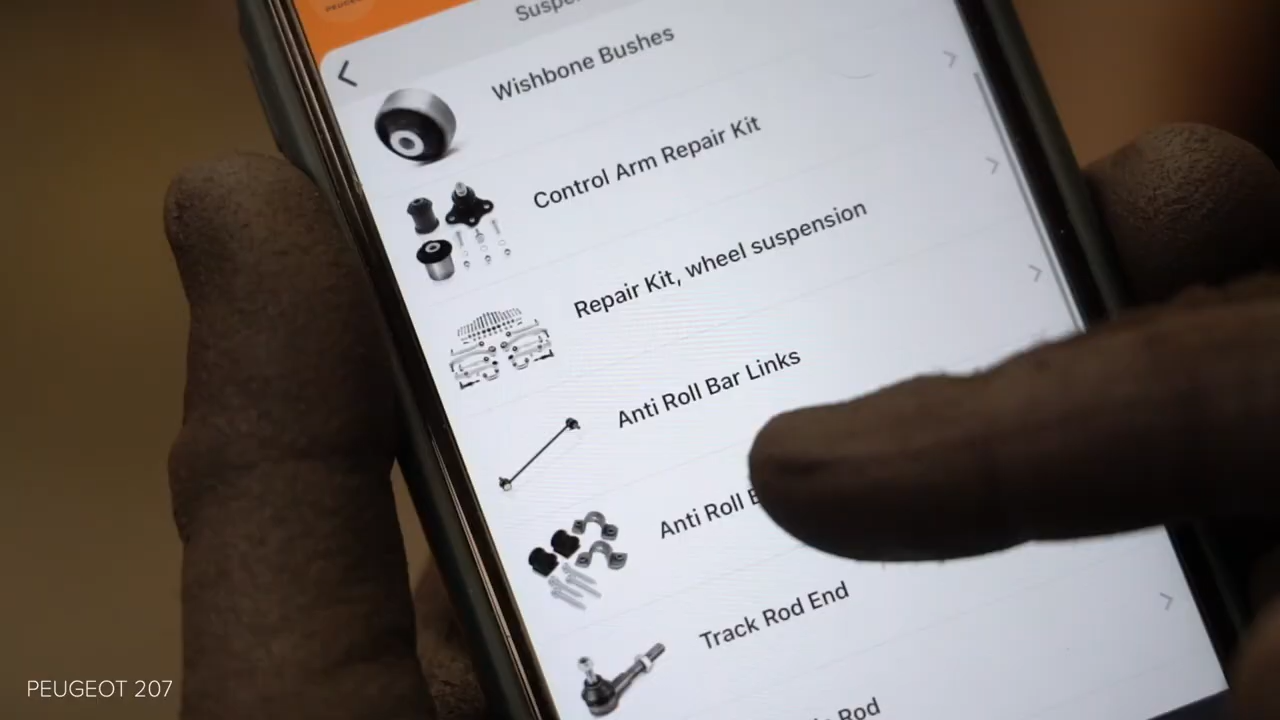 Wishbone Bushes
Control Arm Repair Kit
Repair Kit, wheel suspension
Anti Roll Bar Links
Anti Roll
Track Rod End
Rod
PEUGEOT 207